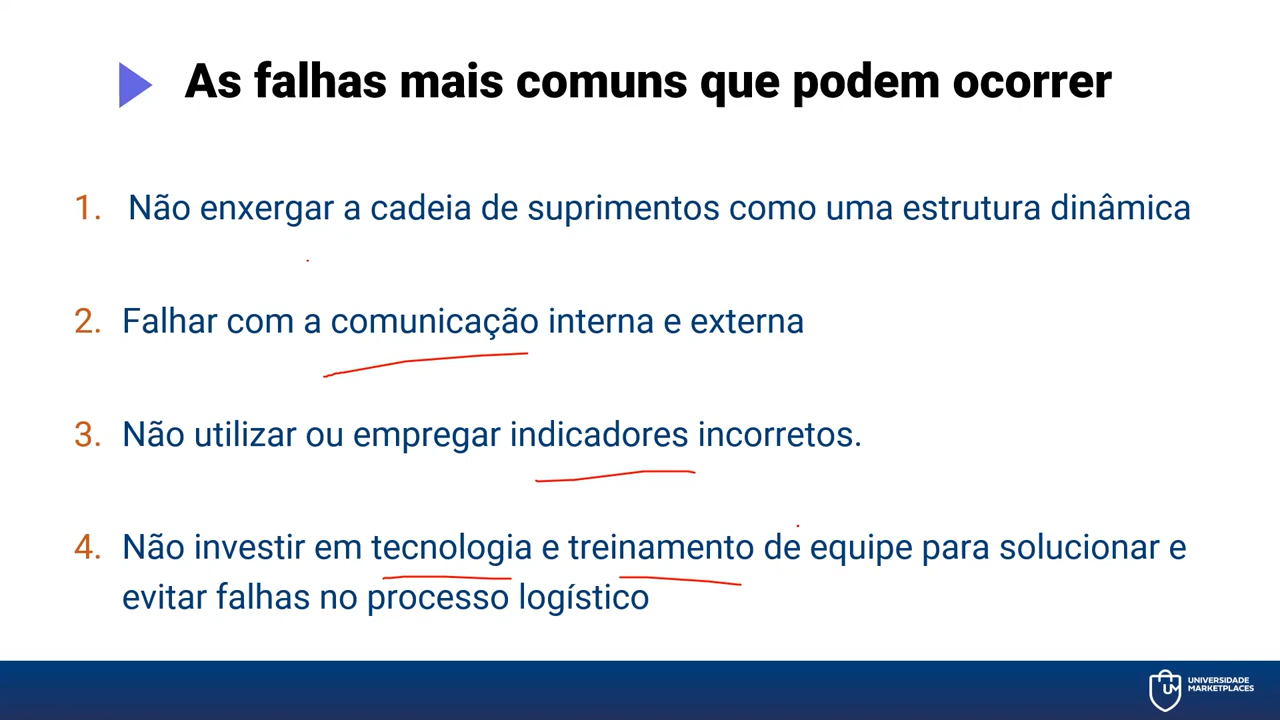 As falhas mais comuns que podem ocorrer
1. Não enxergar a cadeia de suprimentos como uma estrutura dinâmica
2. Falhar com a comunicação interna e externa
3. Não utilizar ou empregar indicadores incorretos.
4. Não investir em tecnologia e treinamento de equipe para solucionar e
evitar falhas no processo logístico
UM
UNIVERSIDADE
MARKETPLACES